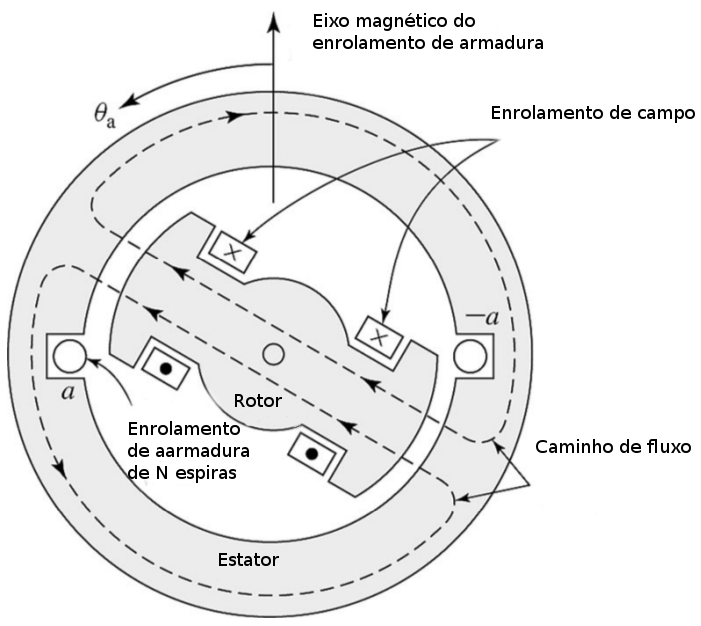 Eixo magnético do
enrolamento de armadura
θa
Enrolamento de campo
−a
a
Rotor
Enrolamento
de aarmadura
de N espiras
Caminho de fluxo
Estator